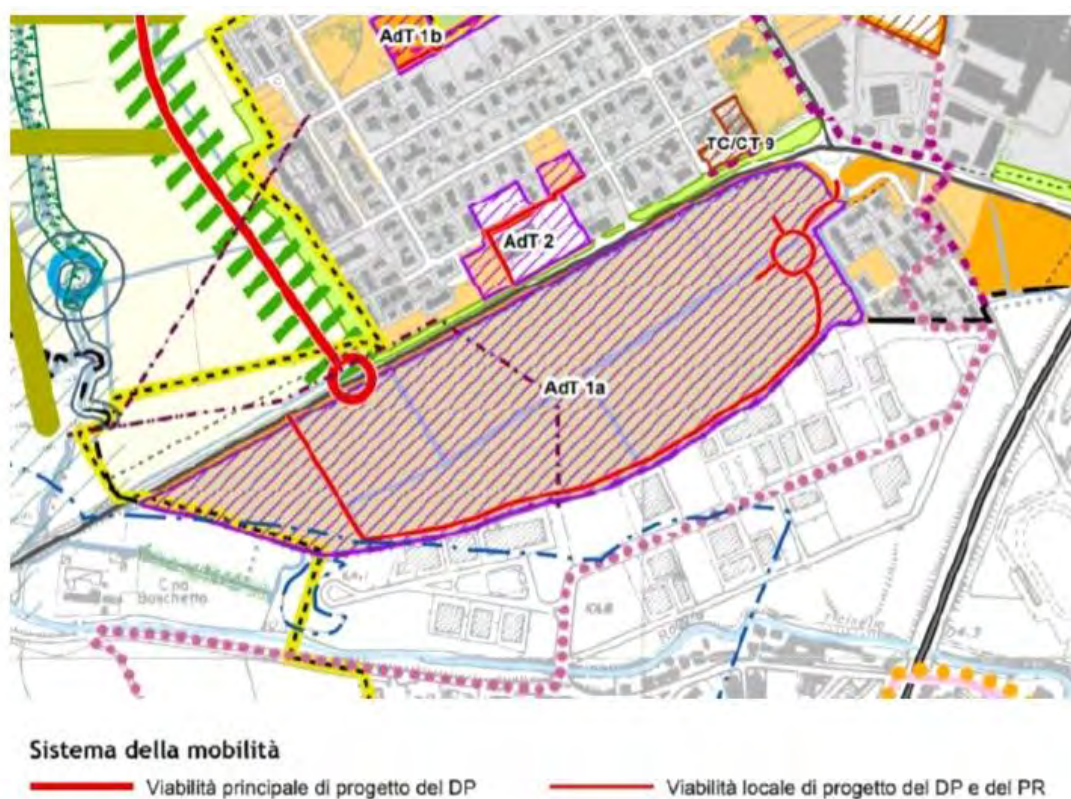 AdT 1b
TC/CT 9
AdT 2
AdT 1a
C.na
Boschetto
Sistema della mobilità
Viabilità principale di progetto del DP
Viabilità locale di progetto del DP e del PR